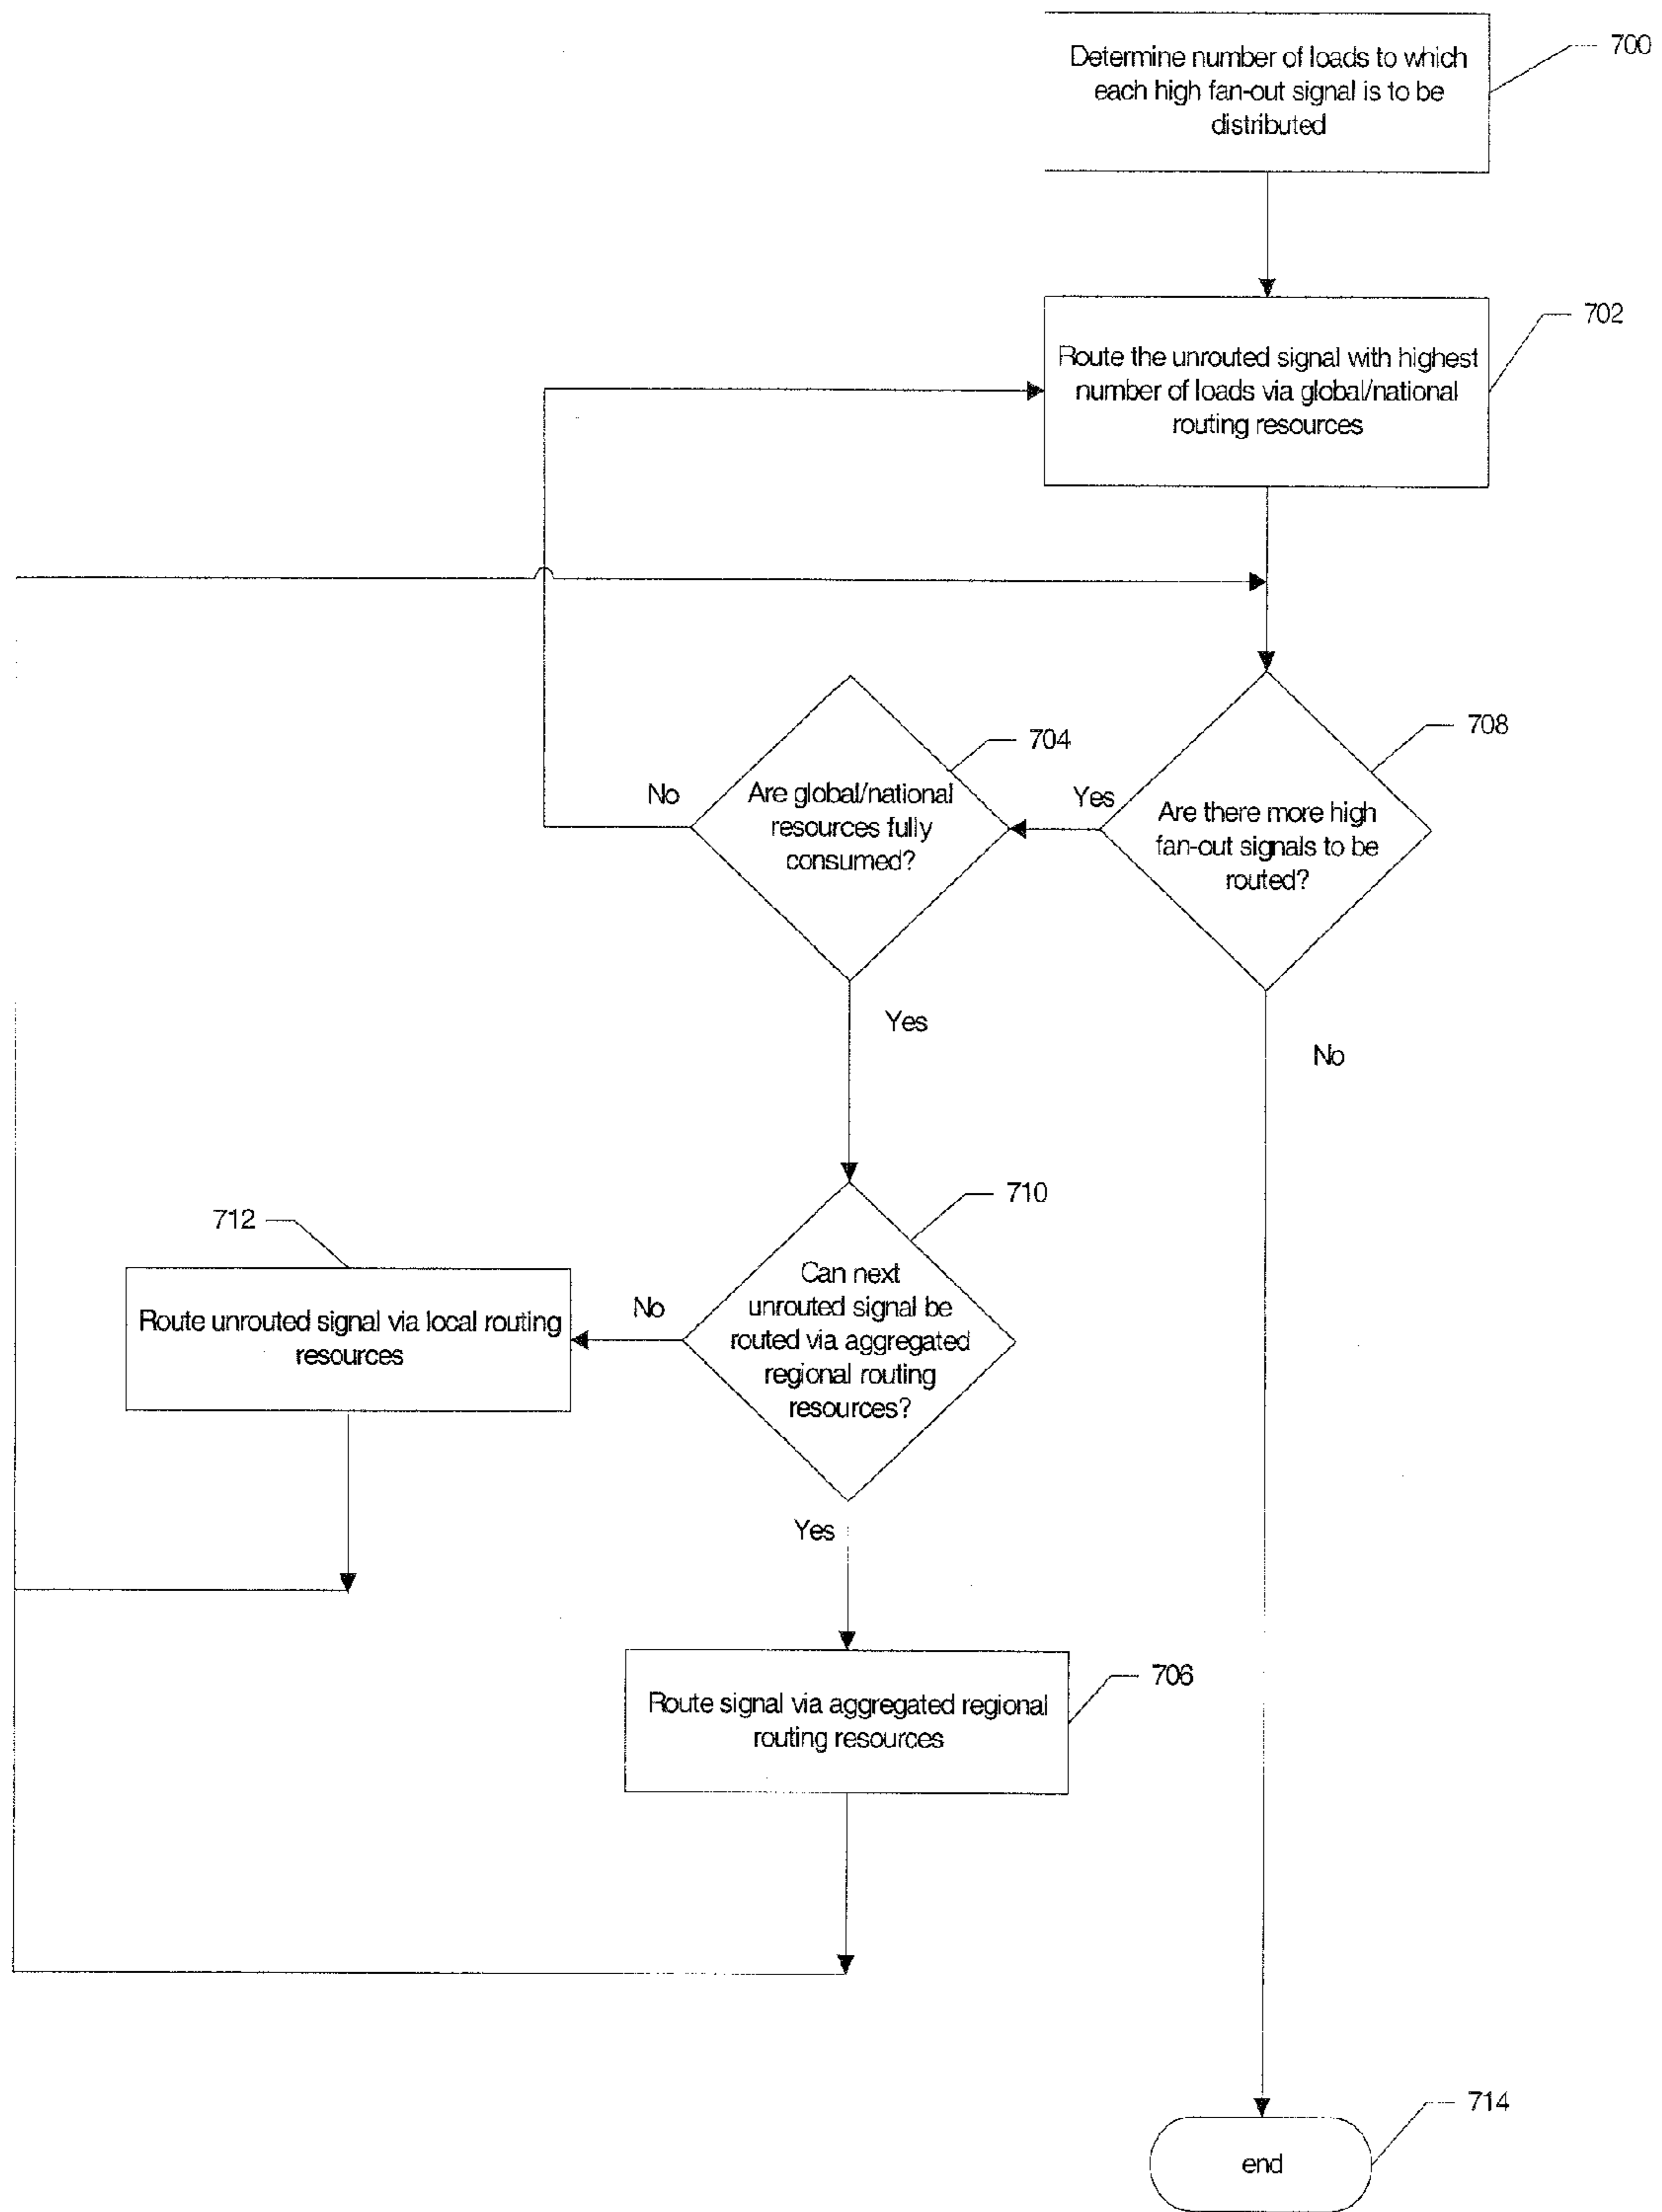 Determine number of loads to which
each high fan-out signal is to be
distributed
700
Route the unrouted signal with highest
number of loads via global/national
routing resources
702
708
704
No
Are global/national
resources fully
consumed?
Yes
Are there more high
fan-out signals to be
routed?
Yes
No
710
712
Can next
unrouted signal be
routed via aggregated
regional routing
resources?
No
Route unrouted signal via local routing
resources
Yes
706
Route signal via aggregated regional
routing resources
714
end